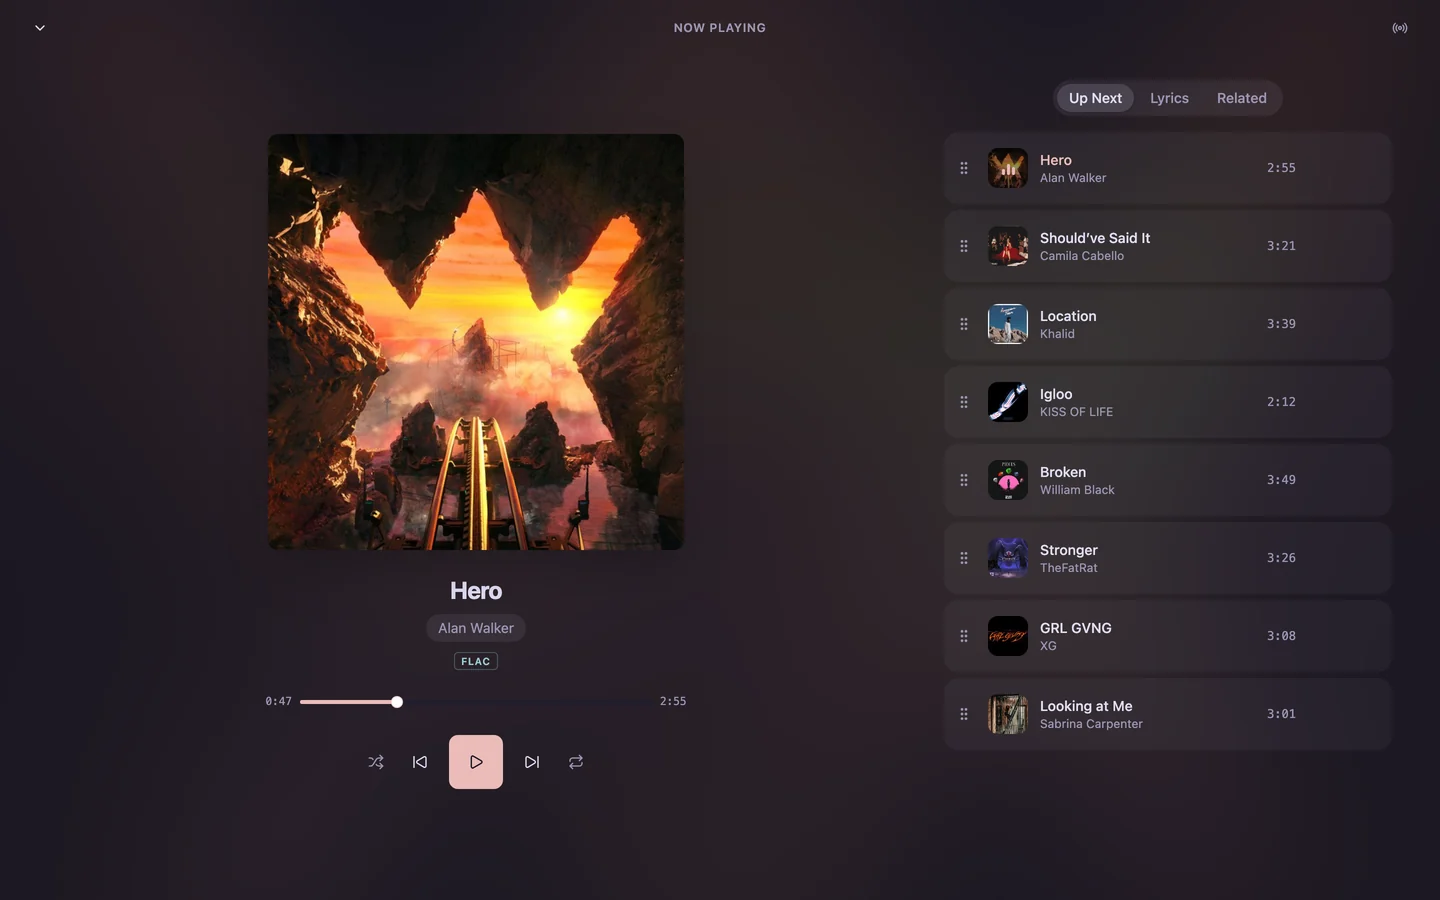 NOW PLAYING
Hero
Alan Walker
FLAC
0:47
2:55
Up Next
Lyrics
Related
Hero
Alan Walker
2:55
Should’ve Said It
Camila Cabello
3:21
Location
Khalid
3:39
Igloo
KISS OF LIFE
2:12
Broken
William Black
3:49
Stronger
TheFatRat
3:26
GRL GVNG
XG
3:08
Looking at Me
Sabrina Carpenter
3:01